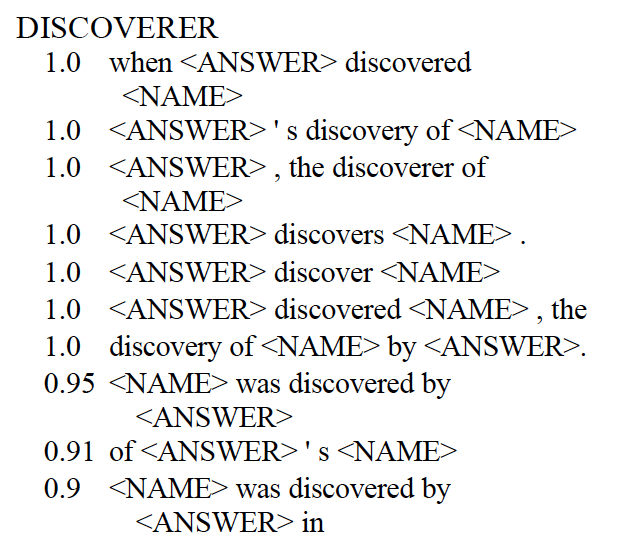 DISCOVERER
1.0 when <ANSWER> discovered
<NAME>
1.0 <ANSWER> ' s discovery of <NAME>
1.0 <ANSWER> , the discoverer of
<NAME>
1.0 <ANSWER> discovers <NAME> .
1.0 <ANSWER> discover <NAME>
1.0 <ANSWER> discovered <NAME> , the
1.0 discovery of <NAME> by <ANSWER>.
0.95 <NAME> was discovered by
<ANSWER>
0.91 of <ANSWER> ' s <NAME>
0.9 <NAME> was discovered by
<ANSWER> in